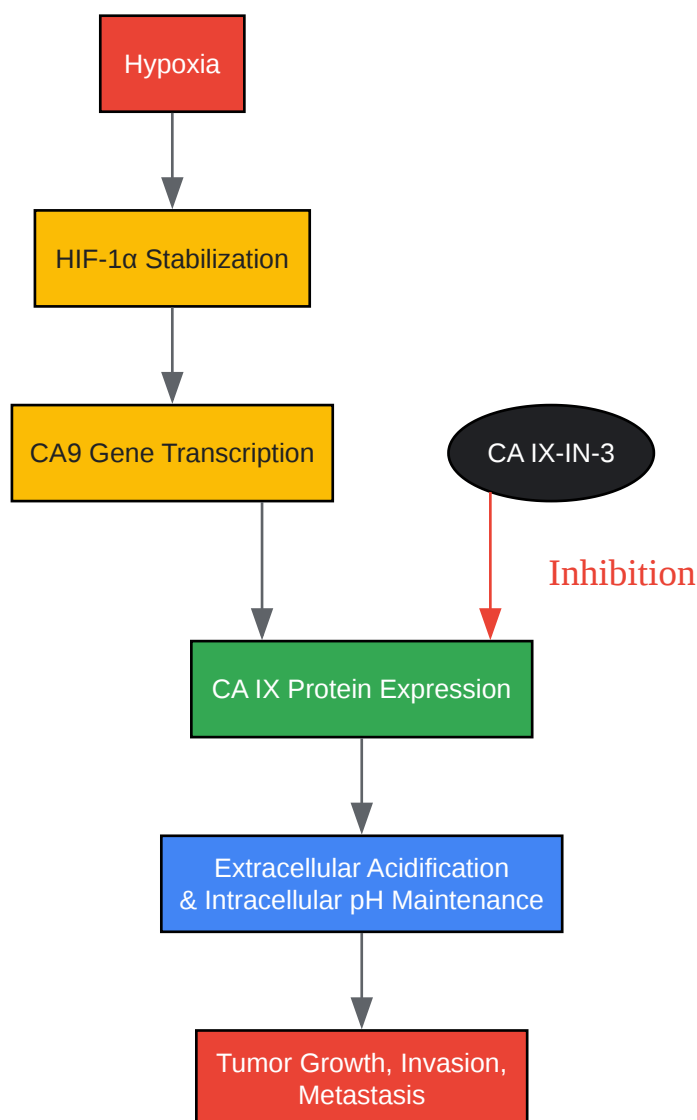 Hypoxia
HIF-1α Stabilization
CA9 Gene Transcription
CA IX-IN-3
Inhibition
CA IX Protein Expression
Extracellular Acidification
& Intracellular pH Maintenance
Tumor Growth, Invasion,
Metastasis